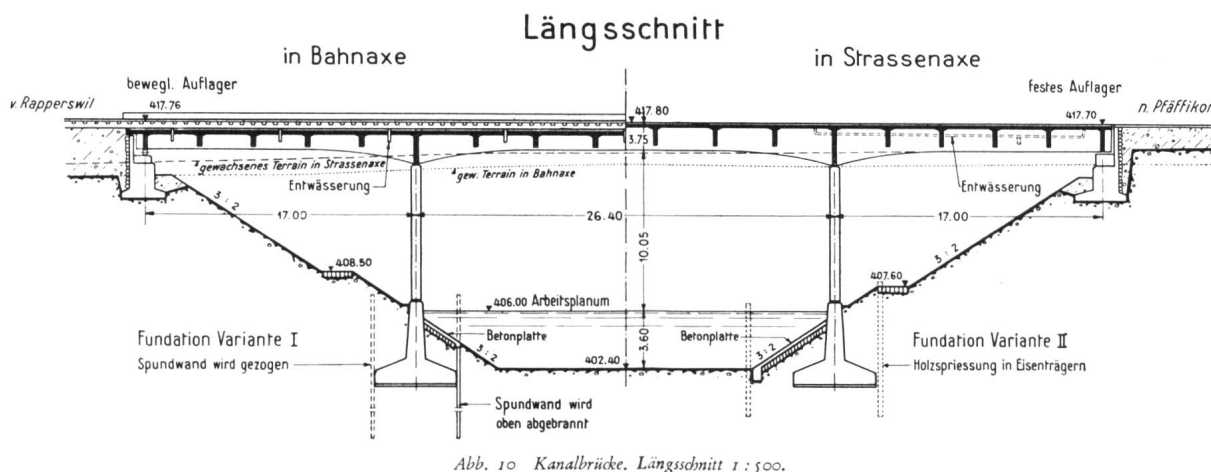 Längsschnitt
in Bahnaxe
in Strassenaxe
bewegl. Auflager
festes Auflager
v. Rapperswil
417.76
417.80
417.70
n. Pfäffikon
3.75
gewachsenes Terrain in Strassenaxe
gew. Terrain in Bahnaxe
Entwässerung
Entwässerung
3:2
17.00
26.40
17.00
10.05
3:2
408.50
407.60
406.00 Arbeitsplanum
Fundation Variante I
Spundwand wird gezogen
Betonplatte
3:2
3.60
Betonplatte
3:2
Fundation Variante II
Holzspriessung in Eisenträgern
402.40
Spundwand wird
oben abgebrannt
Abb. 10 Kanalbrücke. Längsschnitt 1 : 500.